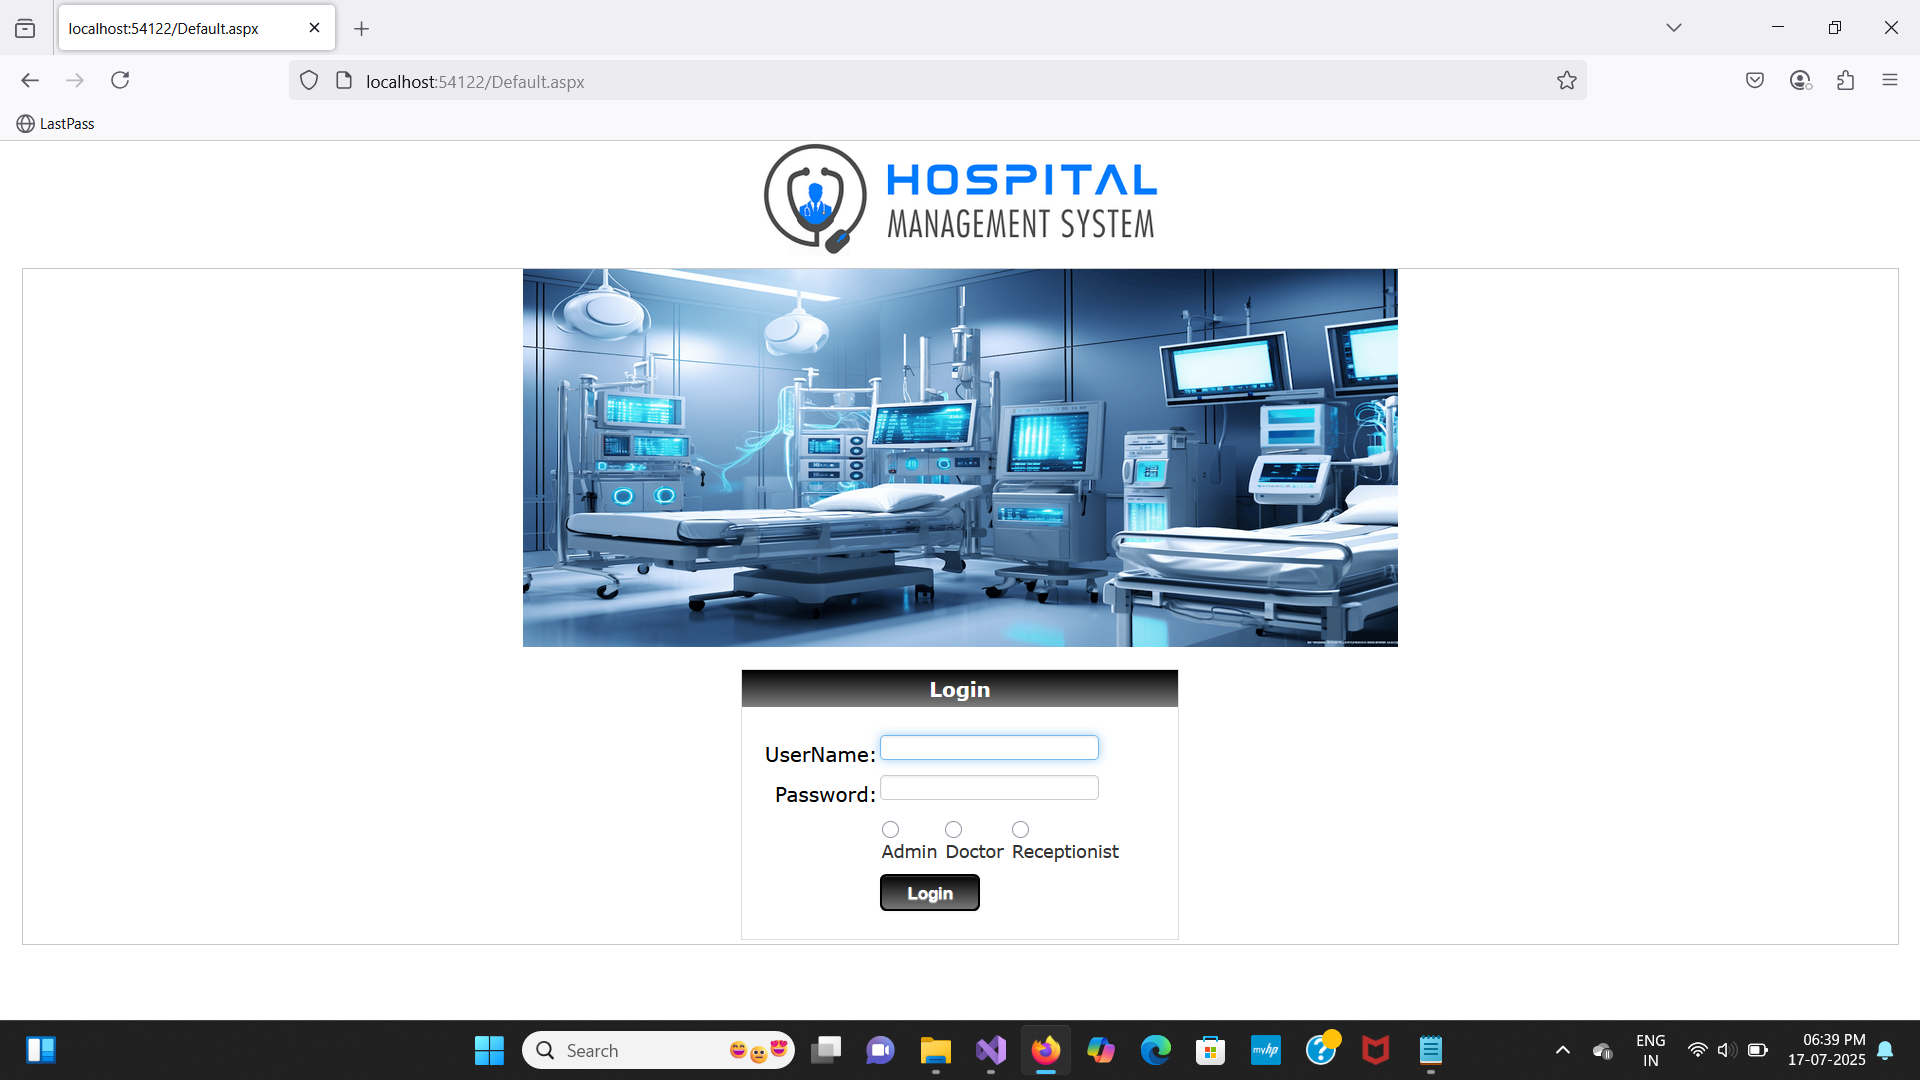 localhost:54122/Default.aspx
localhost:54122/Default.aspx
LastPass
HOSPITAL
MANAGEMENT SYSTEM
Login
UserName:
Password:
Admin Doctor Receptionist
Login
Search
myhp
ENG
IN
06:39 PM
17-07-2025